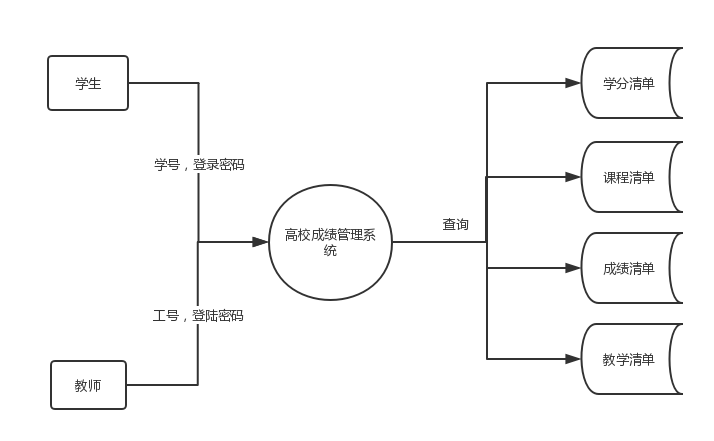 学生
学分清单
学号，登录密码
课程清单
查询
高校成绩管理系
统
成绩清单
工号，登陆密码
教学清单
教师